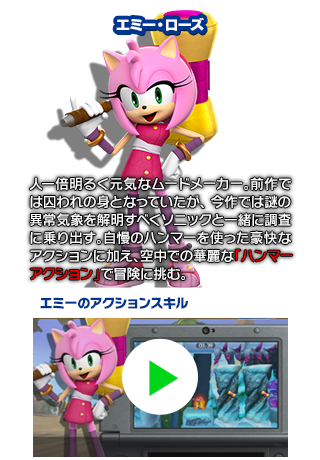 エミー・ローズ
人一倍明るく元気なムードメーカー。前作で
は囚われの身となっていたが、今作では謎の
異常気象を解明すべくソニックと一緒に調査
に乗り出す。自慢のハンマーを使った豪快な
アクションに加え、空中での華麗な「ハンマー
アクション」で冒険に挑む。
エミーのアクションスキル